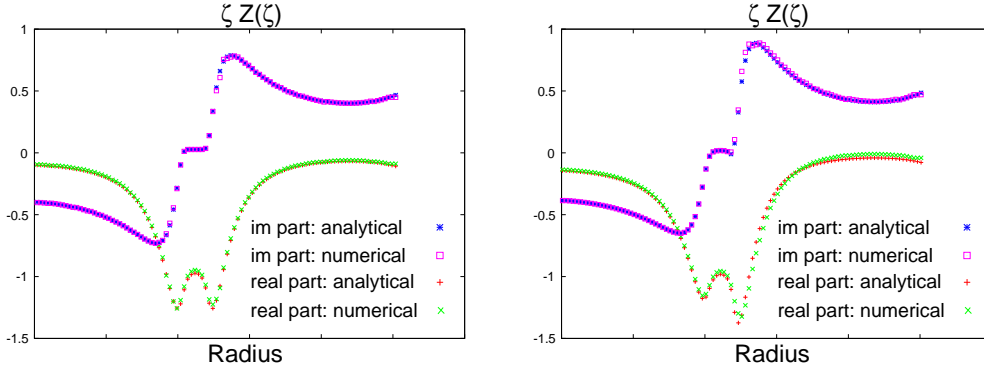 ζ Z(ζ)
1
0.5
0
-0.5
-1
-1.5
im part: analytical
im part: numerical
real part: analytical
real part: numerical
Radius
ζ Z(ζ)
1
0.5
0
-0.5
-1
-1.5
im part: analytical
im part: numerical
real part: analytical
real part: numerical
Radius